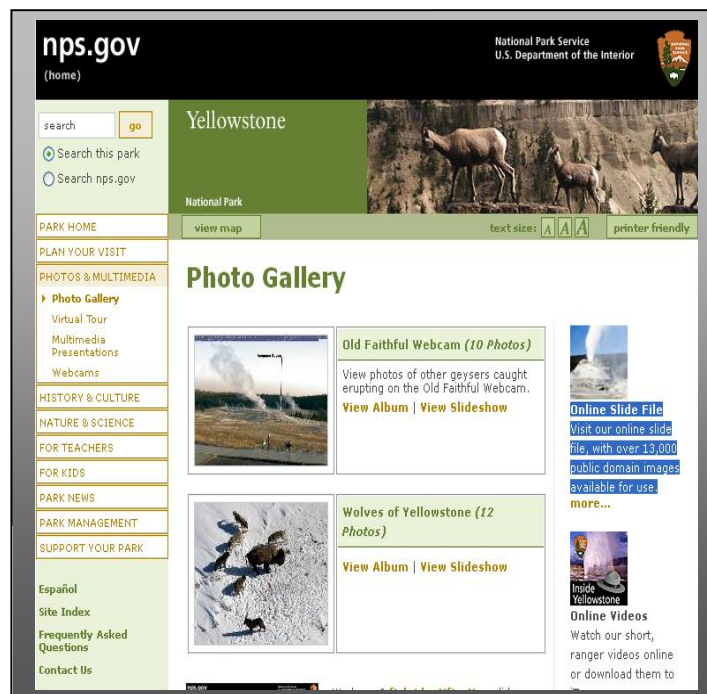 nps.gov
(home)
National Park Service
U.S. Department of the Interior
search
go
Search this park
Search nps.gov
Yellowstone
National Park
view map
text size: A A A
printer friendly
PARK HOME
PLAN YOUR VISIT
PHOTOS & MULTIMEDIA
Photo Gallery
Virtual Tour
Multimedia
Presentations
Webcams
HISTORY & CULTURE
NATURE & SCIENCE
FOR TEACHERS
FOR KIDS
PARK NEWS
PARK MANAGEMENT
SUPPORT YOUR PARK
Español
Site Index
Frequently Asked
Questions
Contact Us
Photo Gallery
Old Faithful Webcam (10 Photos)
View photos of other geysers caught
erupting on the Old Faithful Webcam.
View Album | View Slideshow
Wolves of Yellowstone (12
Photos)
View Album | View Slideshow
Online Slide File
Visit our online slide
file, with over 13,000
public domain images
available for use.
more...
Inside
Yellowstone
Online Videos
Watch our short,
ranger videos online
or download them to